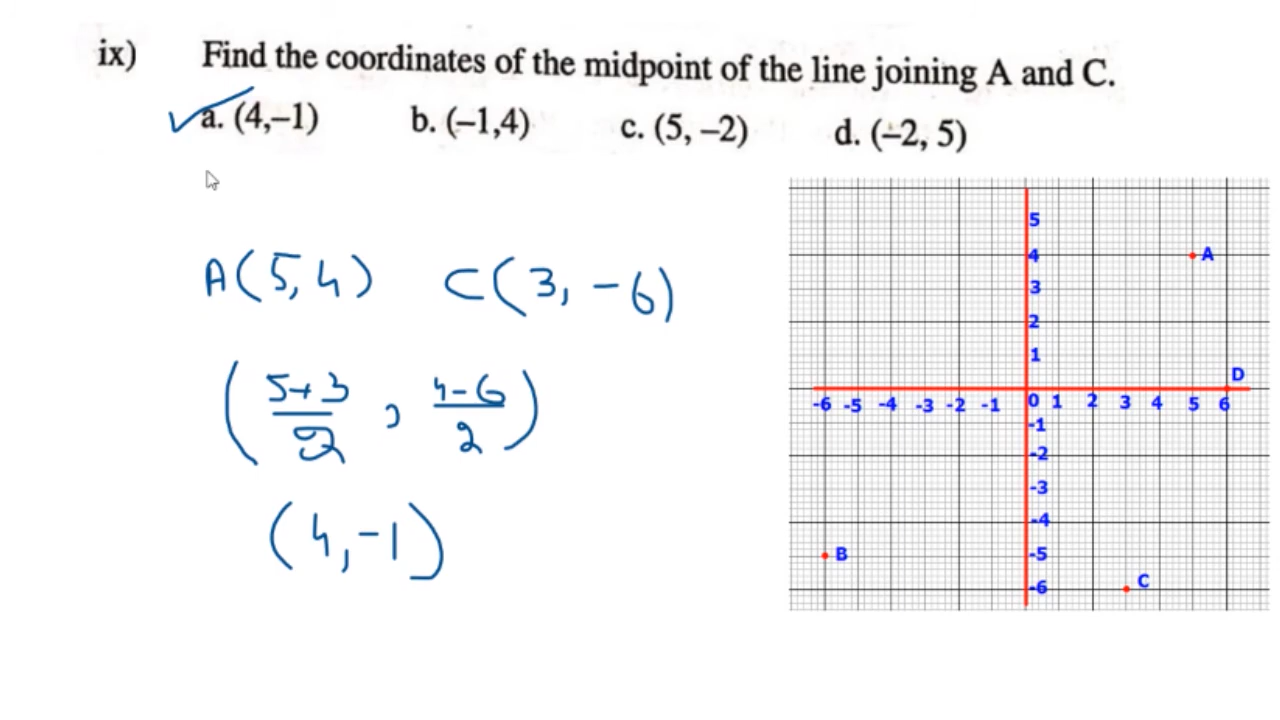 ix) Find the coordinates of the midpoint of the line joining A and C.
a. (4,–1) b. (–1,4) c. (5, –2) d. (–2, 5)
A(5,4) C(3, -6)
(5+3/2 , 4-6/2)
(4,-1)
5
4 A
3
2
1
D
-6 -5 -4 -3 -2 -1 0 1 2 3 4 5 6
-1
-2
-3
-4
B -5
-6 C